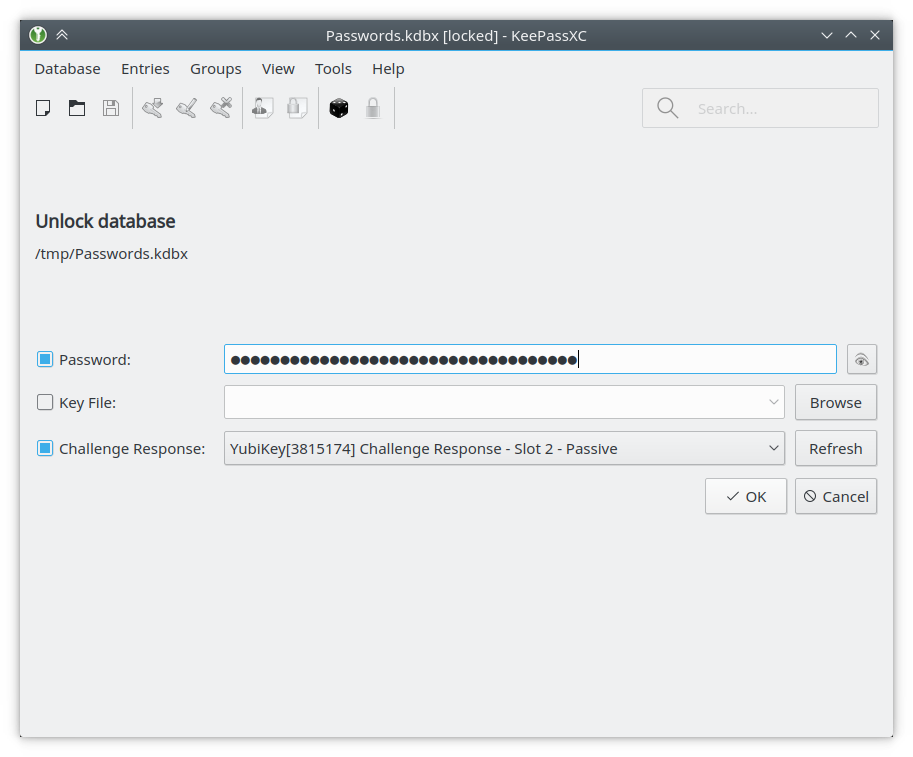 Passwords.kdbx [locked] - KeePassXC
Database Entries Groups View Tools Help
Search...
Unlock database
/tmp/Passwords.kdbx
Password: ●●●●●●●●●●●●●●●●●●●●●●●●●●●●●●●●●●●
Key File: Browse
Challenge Response: YubiKey[3815174] Challenge Response - Slot 2 - Passive Refresh
OK Cancel